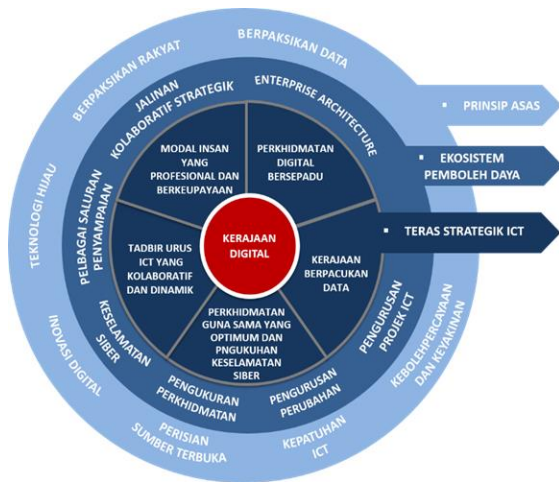 BERPAKSIKAN RAKYAT
BERPAKSIKAN DATA
KEBOLEHPERCAYAAN
DAN KEYAKINAN
KEPATUHAN
ICT
PERISIAN
SUMBER TERBUKA
INOVASI DIGITAL
TEKNOLOGI HIJAU
JALINAN
KOLABORATIF STRATEGIK
ENTERPRISE ARCHITECTURE
PENGURUSAN
PROJEK ICT
PENGURUSAN
PERUBAHAN
PENGUKURAN
PERKHIDMATAN
KESELAMATAN
SIBER
PELBAGAI SALURAN
PENYAMPAIAN
MODAL INSAN
YANG
PROFESIONAL DAN
BERKEUPAYAAN
PERKHIDMATAN
DIGITAL
BERSEPADU
KERAJAAN
BERPACUKAN
DATA
PERKHIDMATAN
GUNA SAMA YANG
OPTIMUM DAN
PNGUKUHAN
KESELAMATAN
SIBER
TADBIR URUS
ICT YANG
KOLABORATIF
DAN DINAMIK
KERAJAAN
DIGITAL
▪ PRINSIP ASAS
▪ EKOSISTEM
PEMBOLEH DAYA
▪ TERAS STRATEGIK ICT